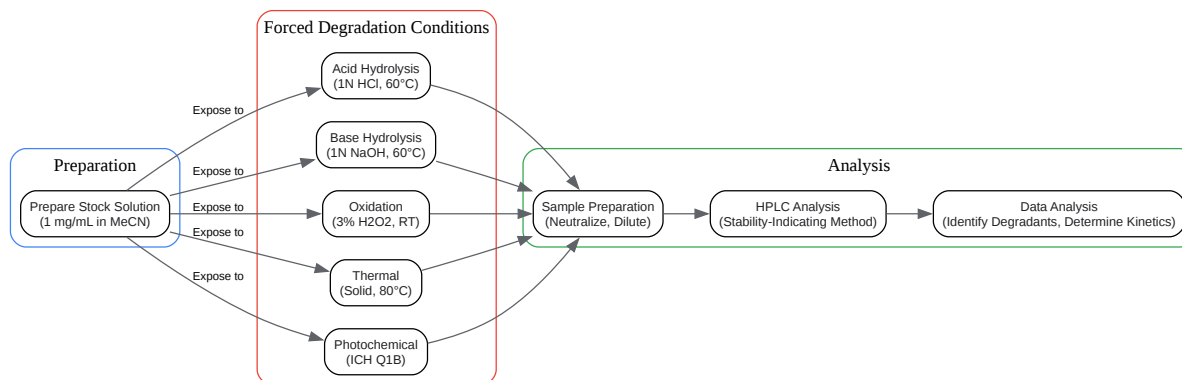 Preparation
Prepare Stock Solution
(1 mg/mL in MeCN)
Expose to
Expose to
Expose to
Expose to
Expose to
Forced Degradation Conditions
Acid Hydrolysis
(1N HCl, 60°C)
Base Hydrolysis
(1N NaOH, 60°C)
Oxidation
(3% H2O2, RT)
Thermal
(Solid, 80°C)
Photochemical
(ICH Q1B)
Analysis
Sample Preparation
(Neutralize, Dilute)
HPLC Analysis
(Stability-Indicating Method)
Data Analysis
(Identify Degradants, Determine Kinetics)